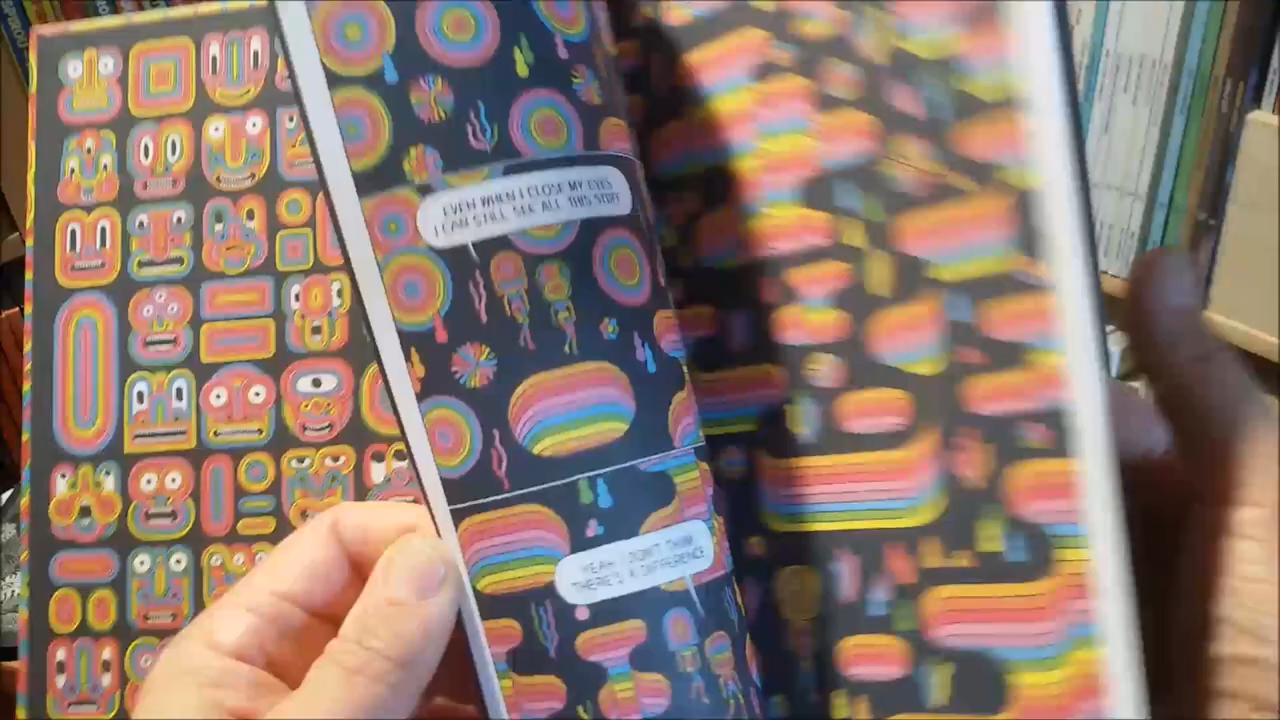 EVEN WHEN I CLOSE MY EYES
I CAN STILL SEE ALL THIS STUFF
YEAH I DON'T THINK
THERE'S A DIFFERENCE